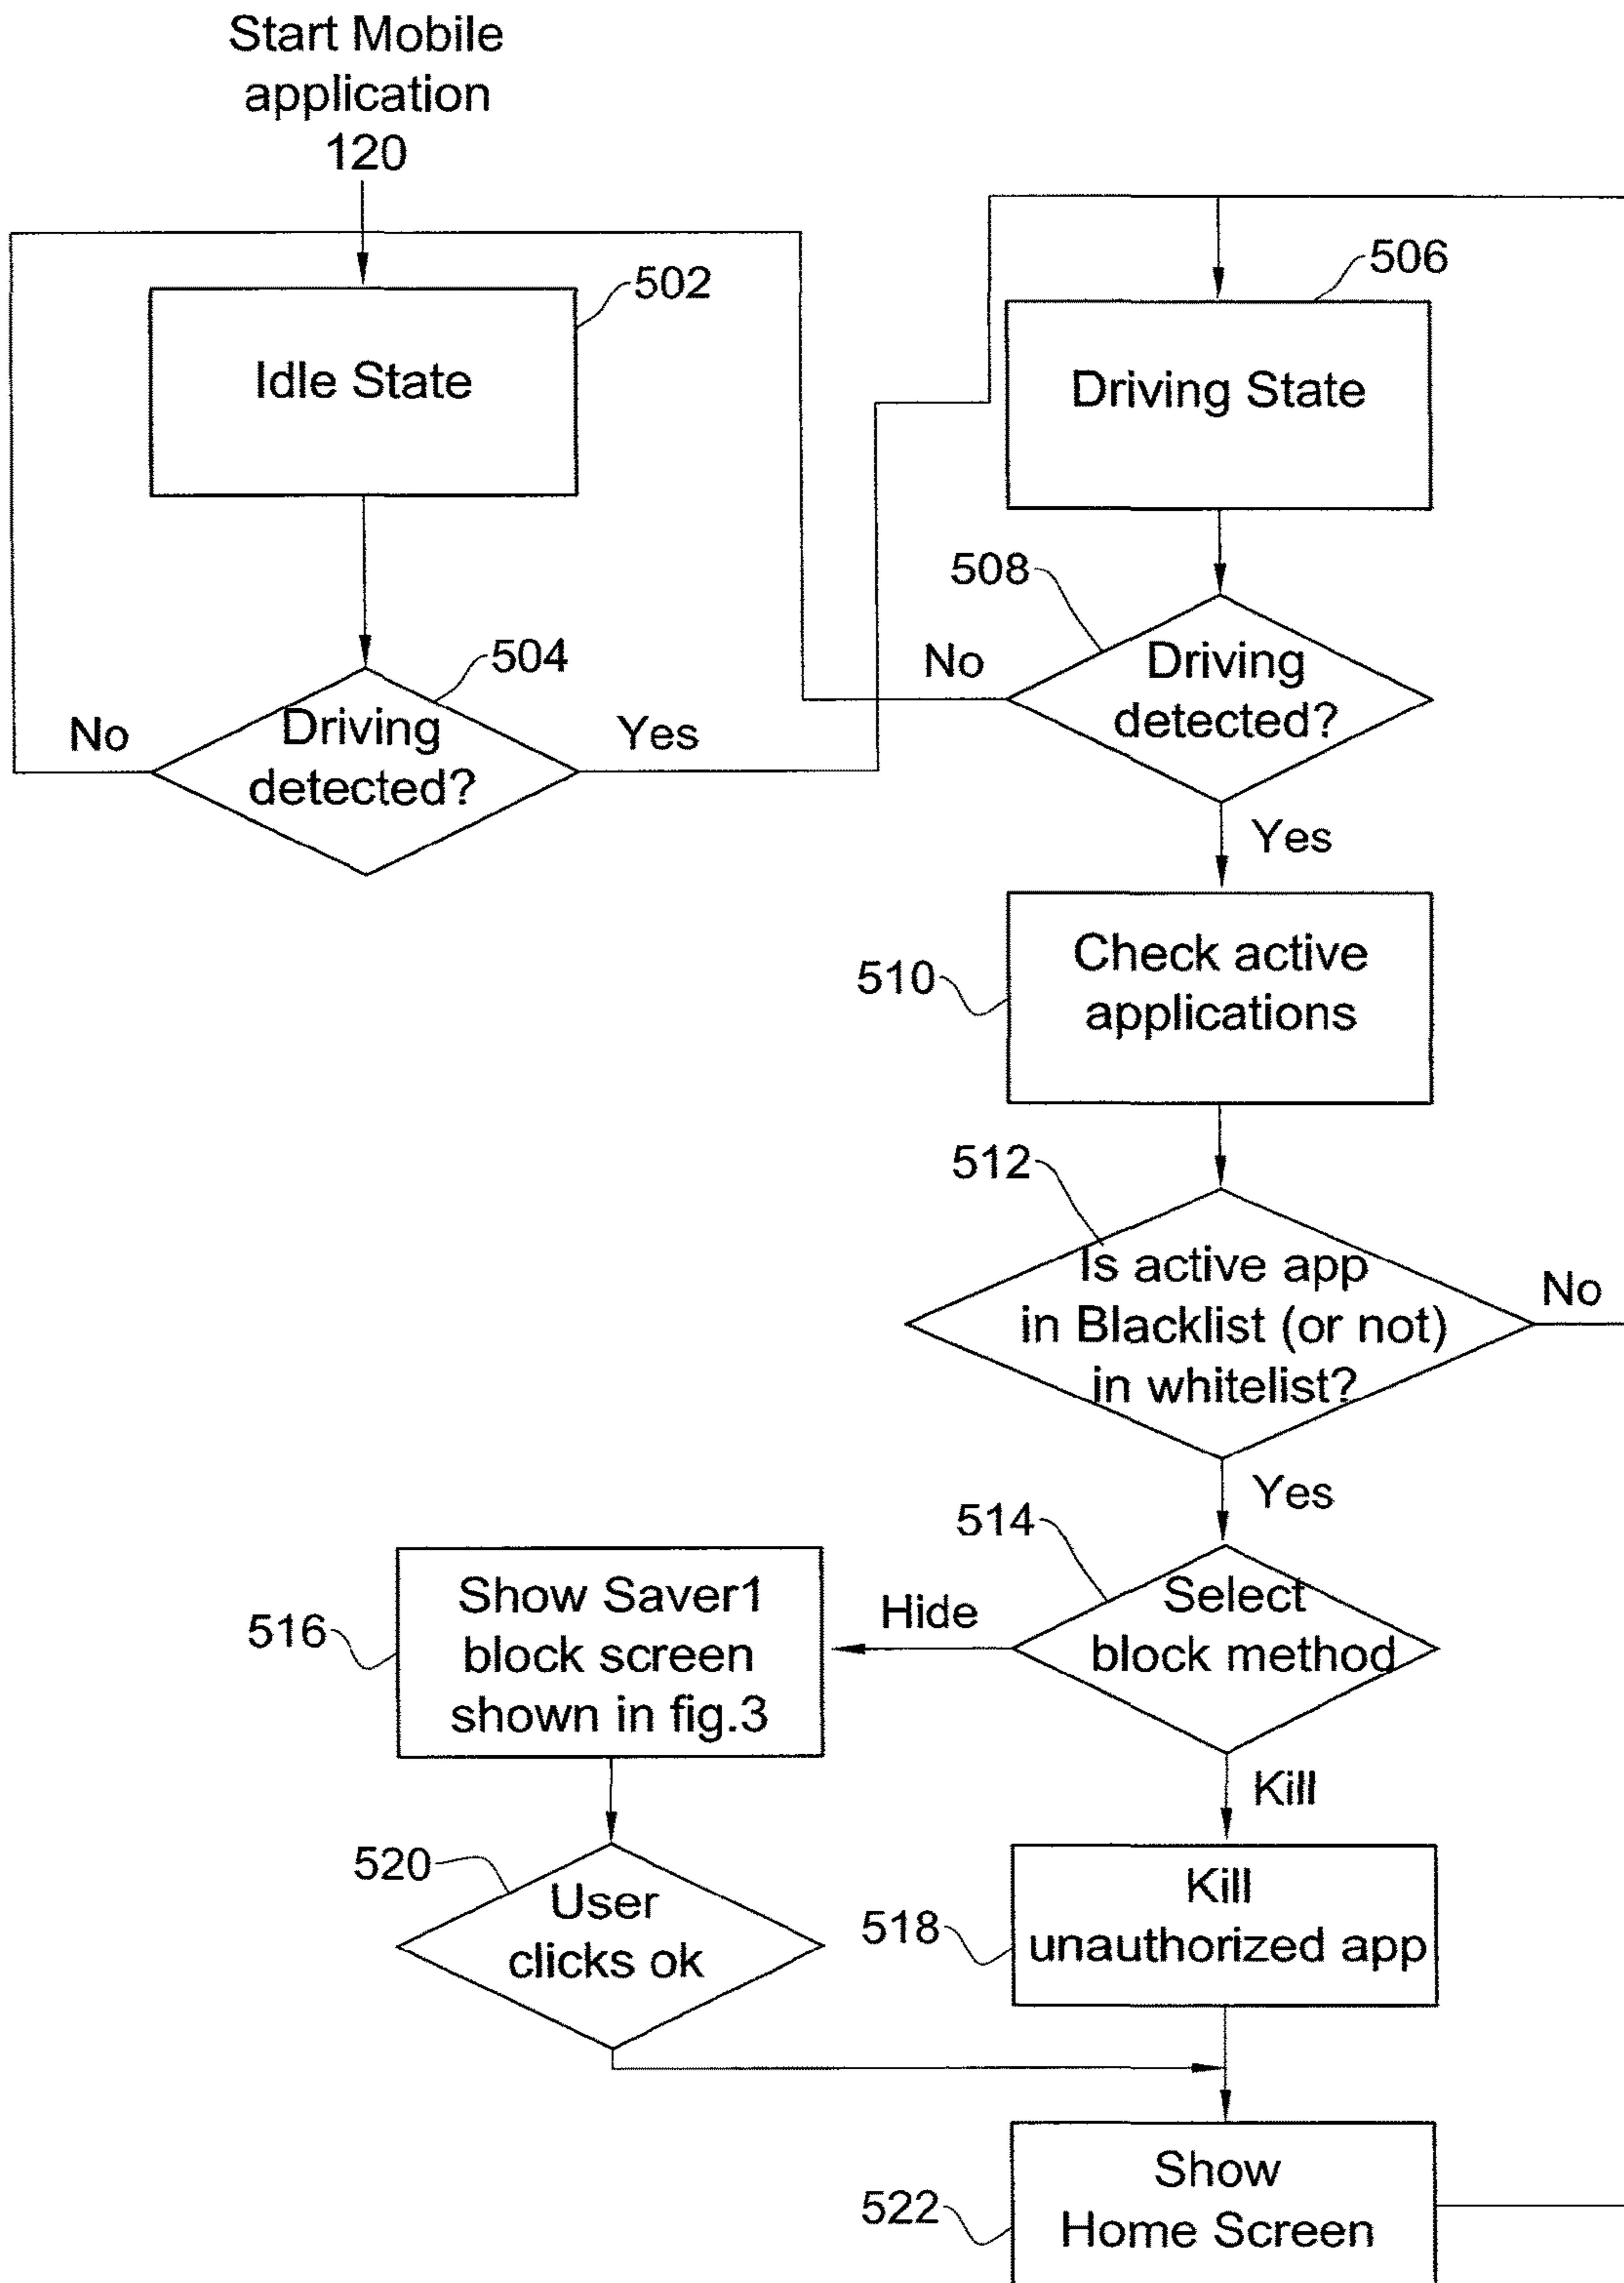 Start Mobile
application
120
502
Idle State
504
Driving
detected?
No
Yes
506
Driving State
508
Driving
detected?
No
Yes
510
Check active
applications
512
Is active app
in Blacklist (or not)
in whitelist?
No
Yes
514
Select
block method
Hide
Kill
516
Show Saver1
block screen
shown in fig.3
518
Kill
unauthorized app
520
User
clicks ok
522
Show
Home Screen